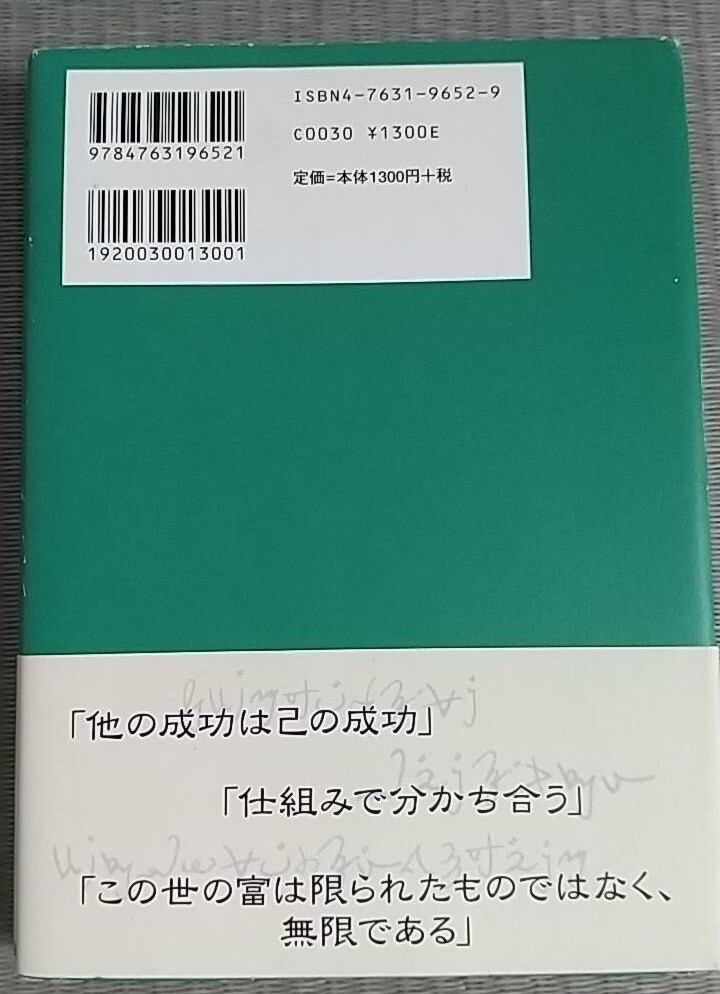 ISBN4-7631-9652-9
C0030 ¥1300E
定価=本体1300円+税
9784763196521
1920030013001
「他の成功は己の成功」
「仕組みで分かち合う」
「この世の富は限られたものではなく、
無限である」